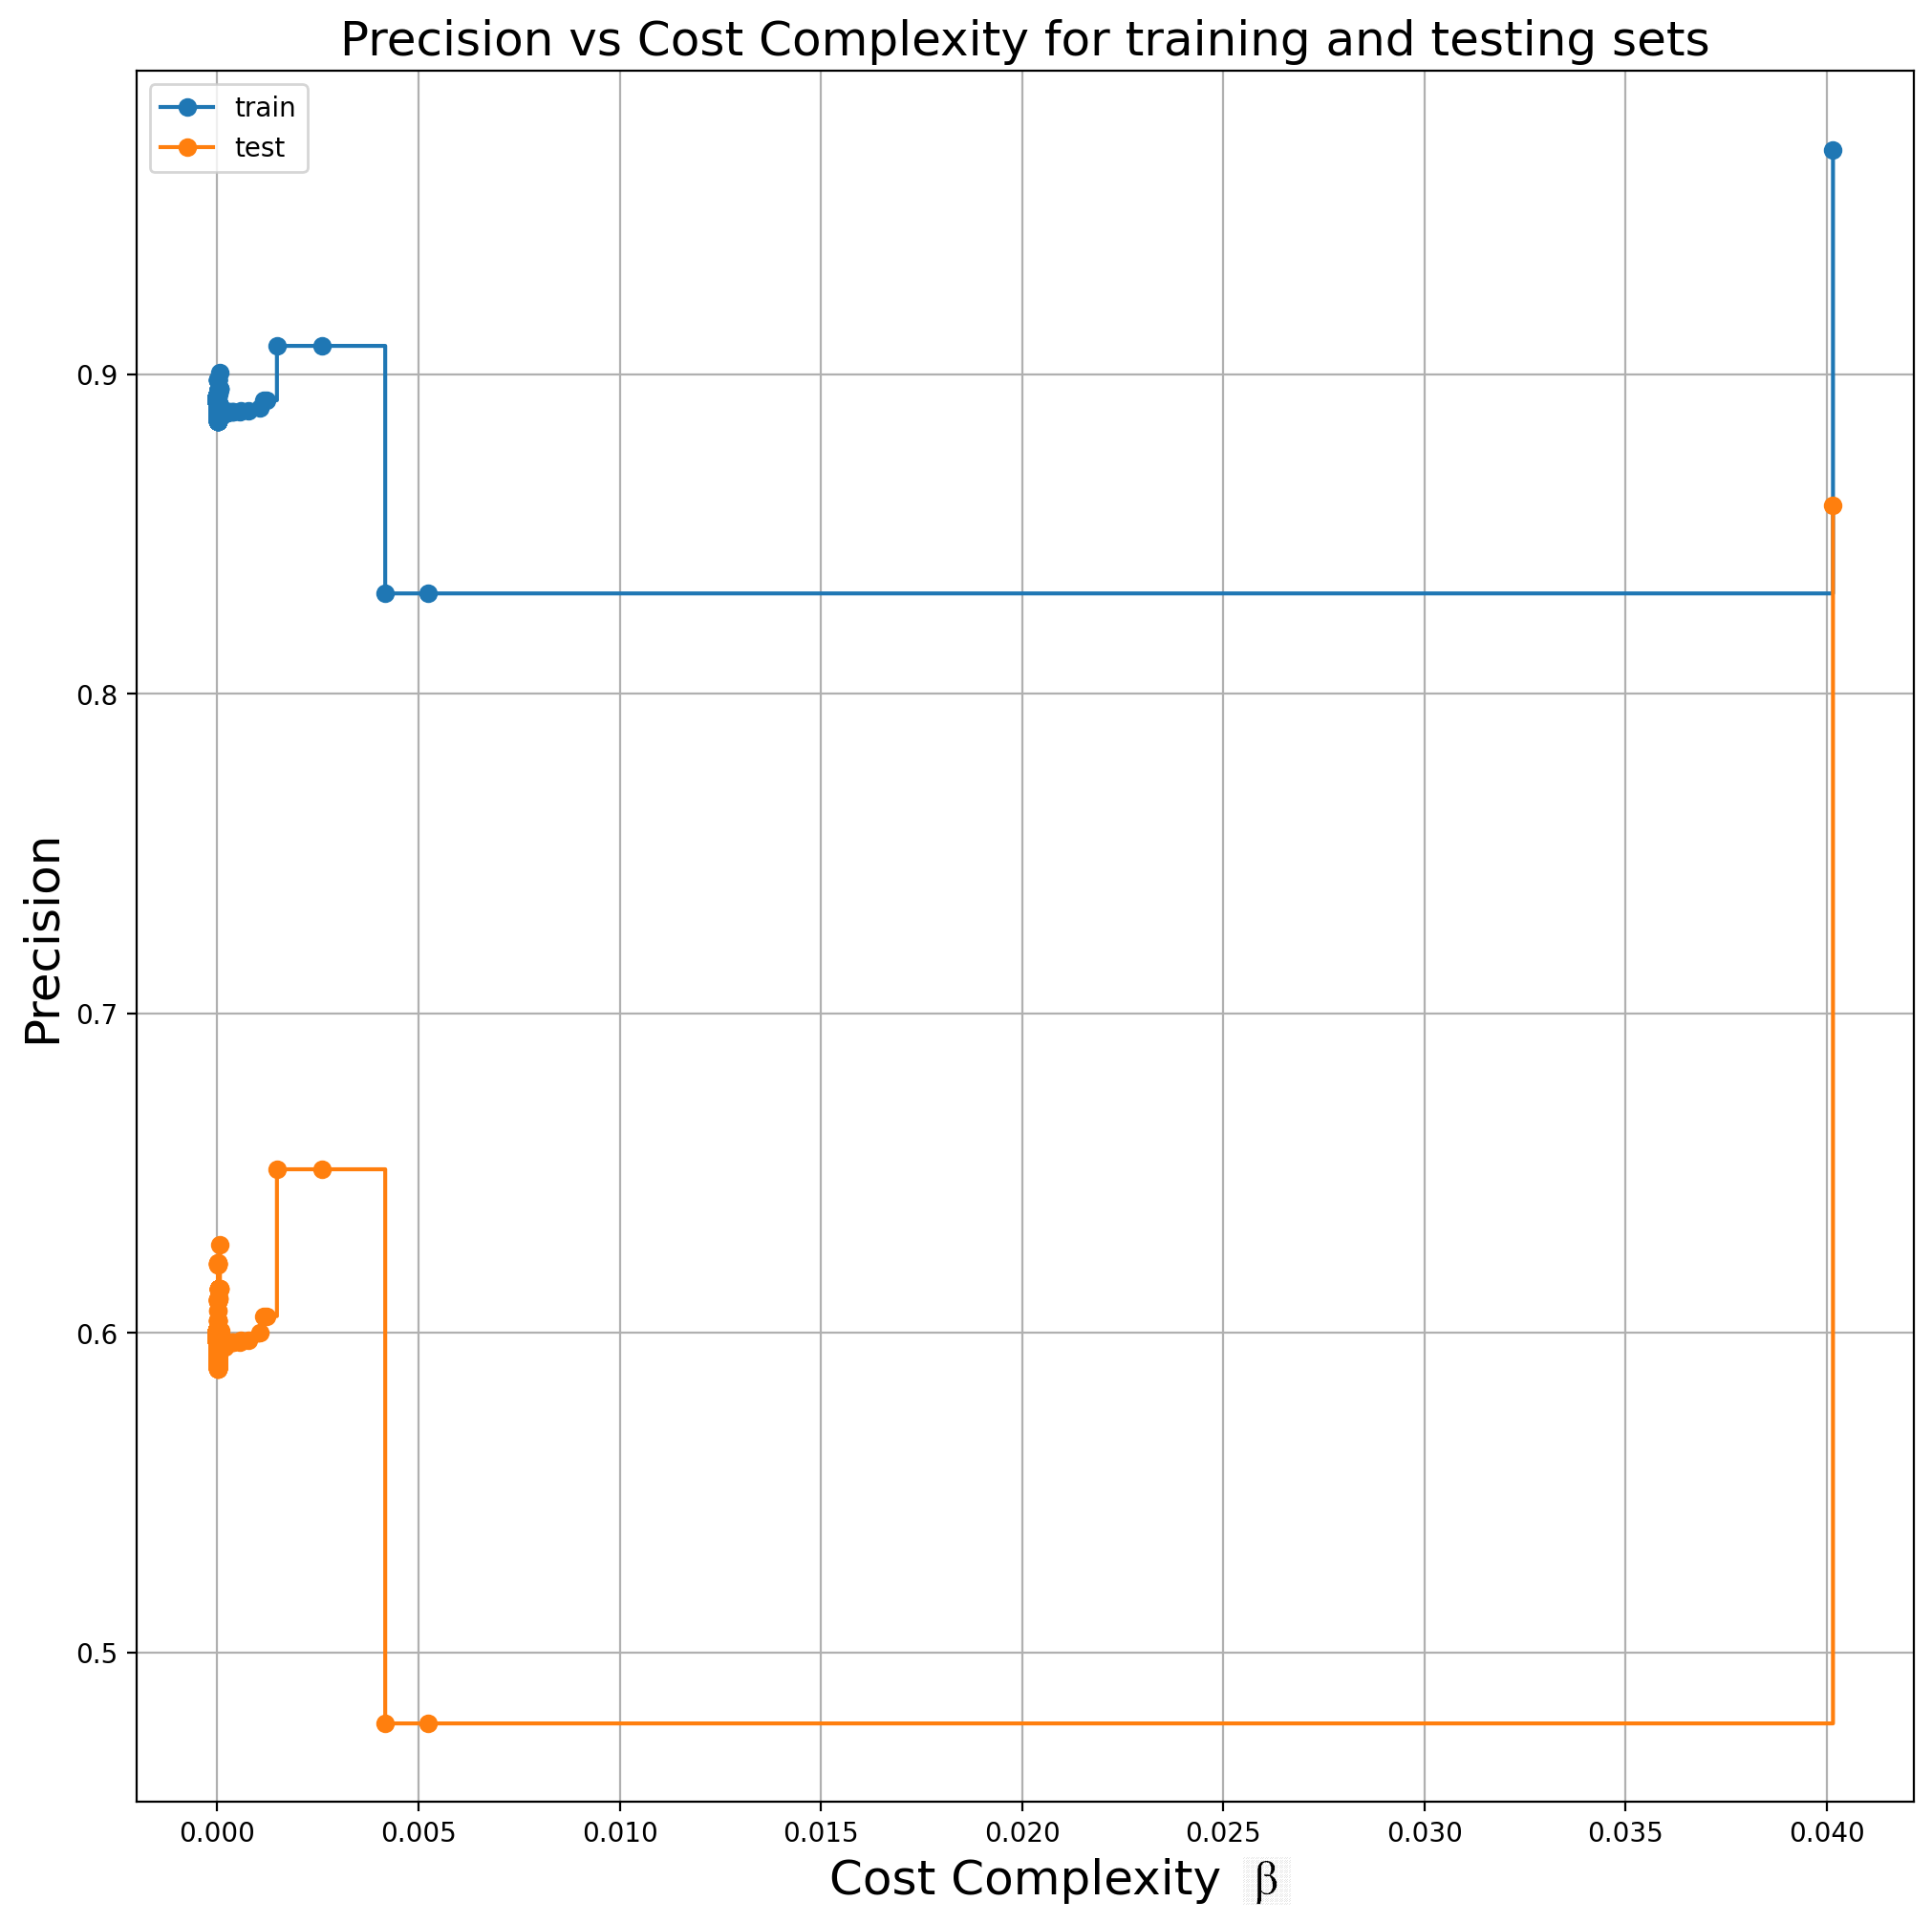 Precision vs Cost Complexity for training and testing sets
train
test
0.9
0.8
0.7
0.6
0.5
Precision
0.000 0.005 0.010 0.015 0.020 0.025 0.030 0.035 0.040
Cost Complexity β